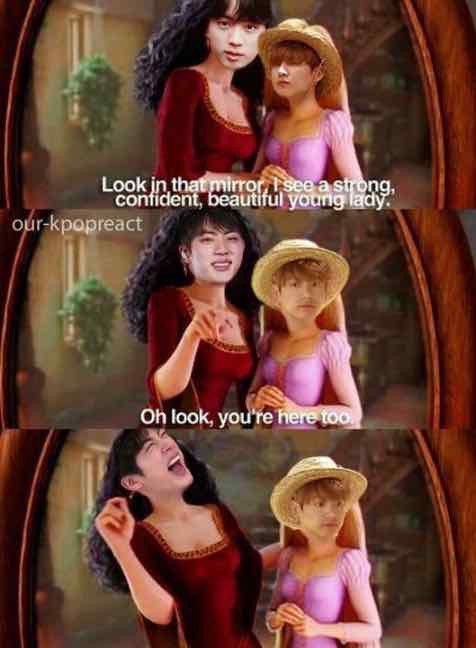 Look in that mirror, I see a strong,
confident, beautiful young lady.
our-kpopreact
Oh look, you're here too.